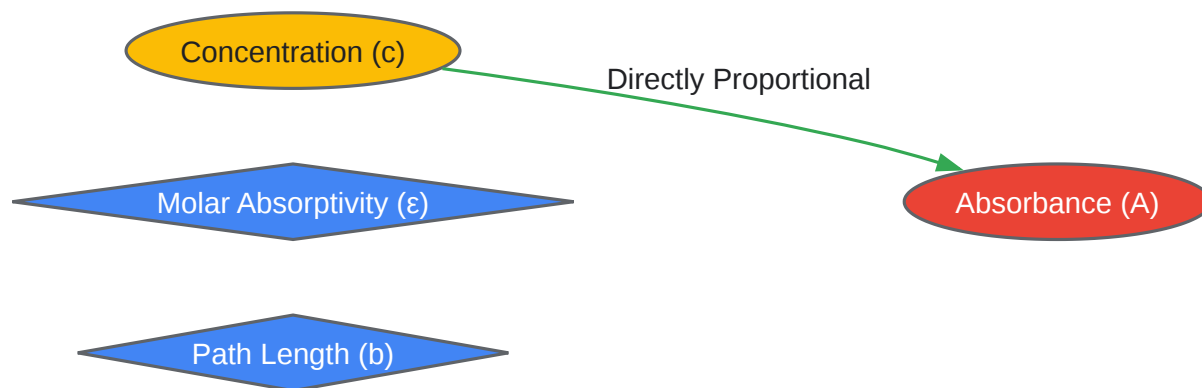 Concentration (c)
Directly Proportional
Molar Absorptivity (ε)
Absorbance (A)
Path Length (b)